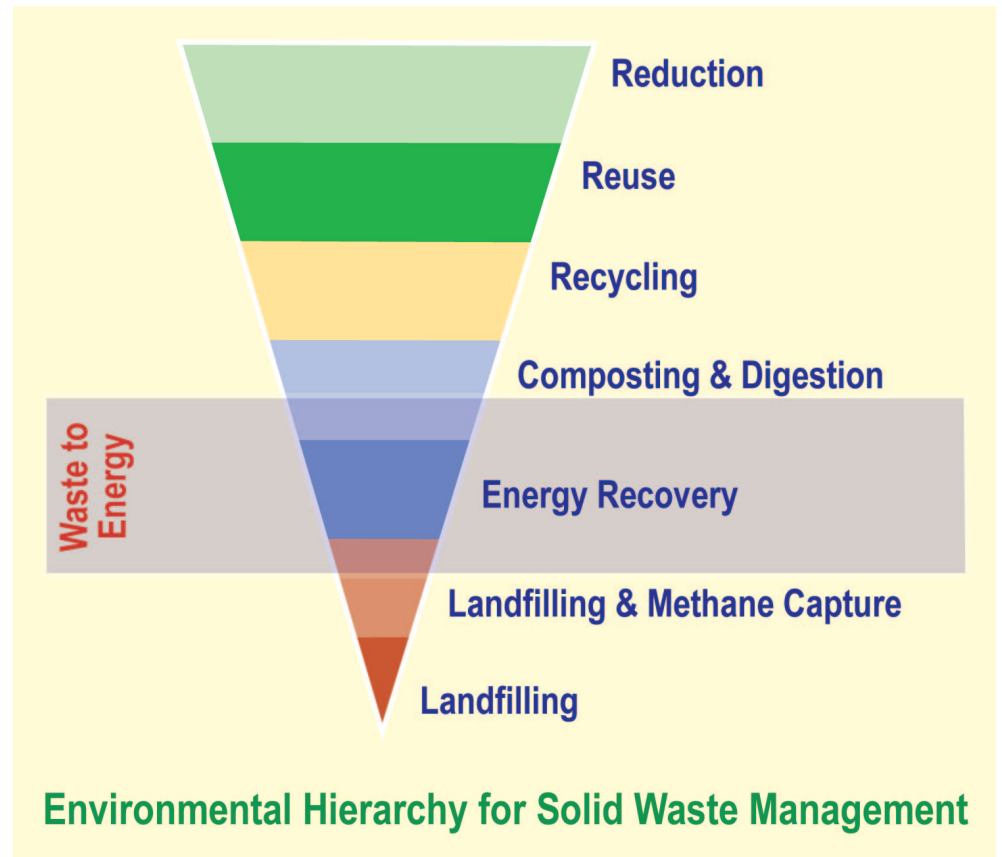 Reduction
Reuse
Recycling
Composting & Digestion
Waste to
Energy
Energy Recovery
Landfilling & Methane Capture
Landfilling
Environmental Hierarchy for Solid Waste Management